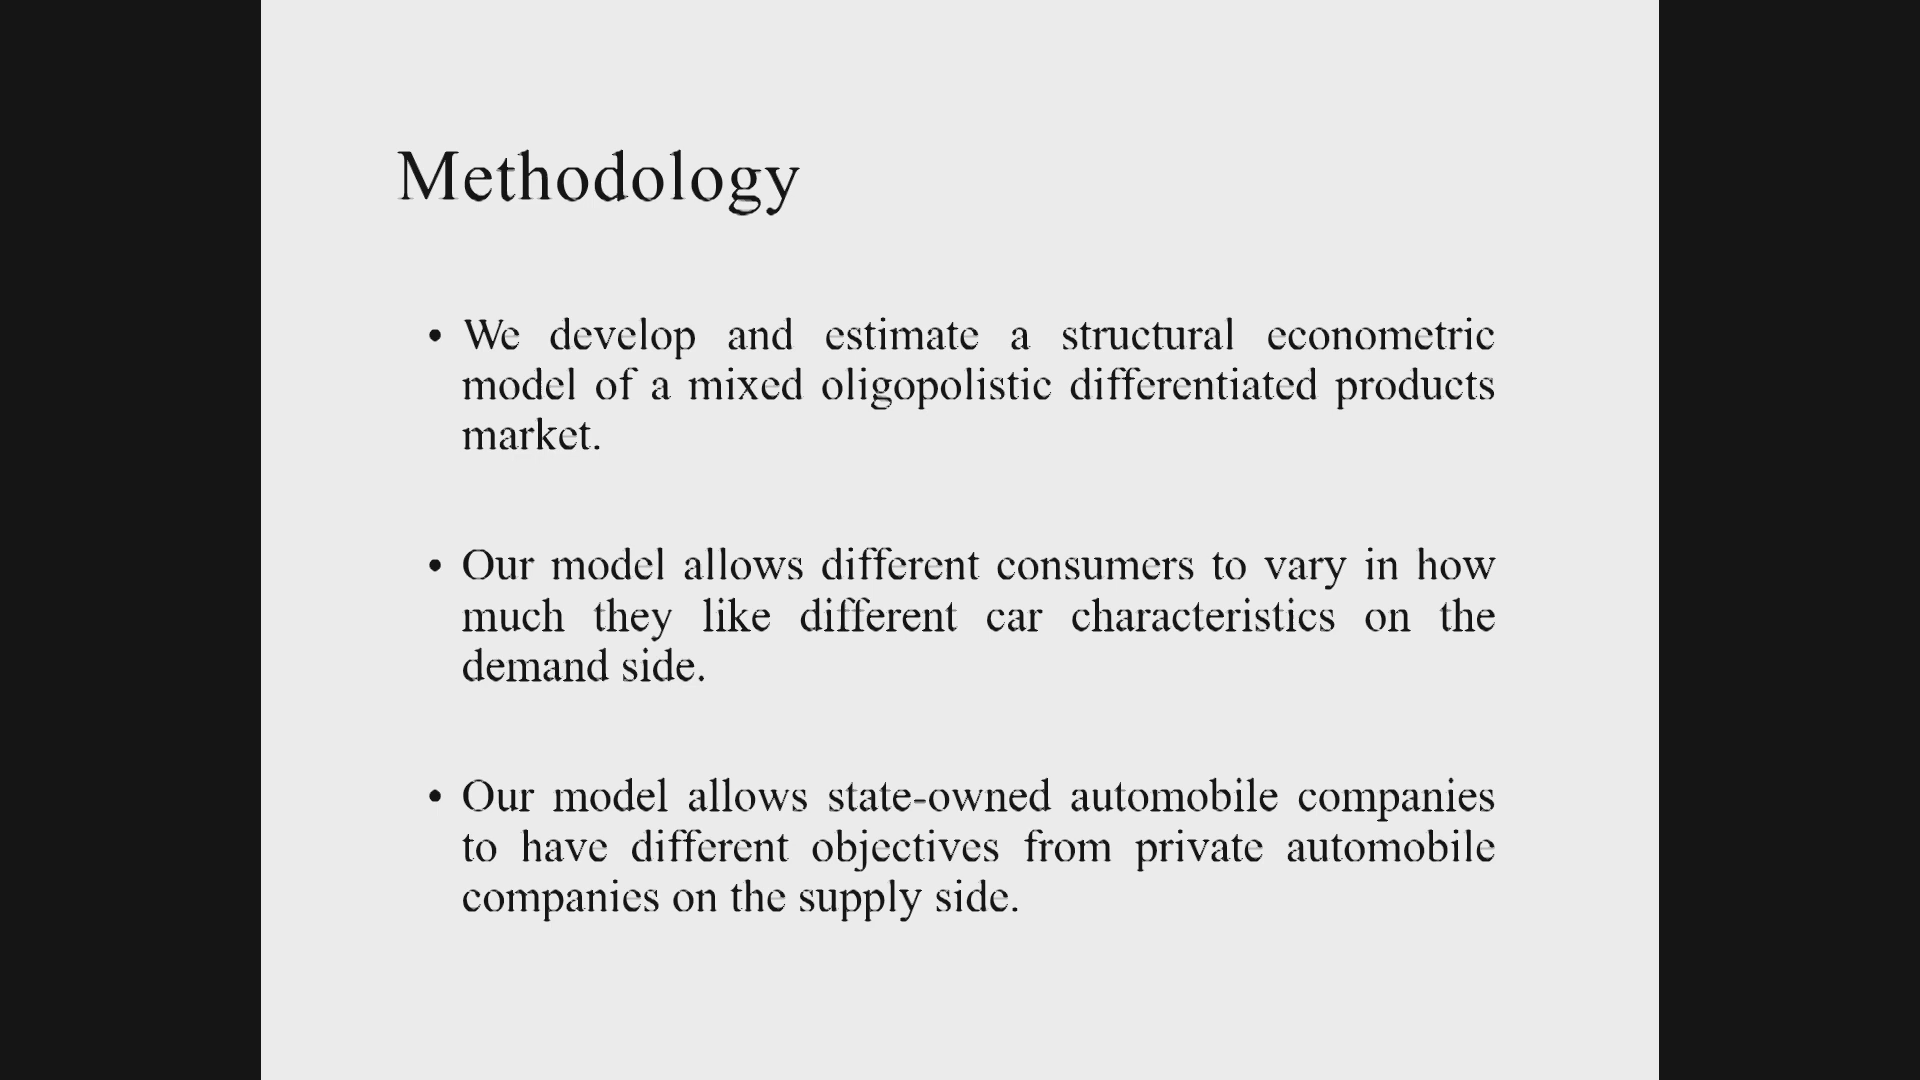 Methodology
• We develop and estimate a structural econometric
model of a mixed oligopolistic differentiated products
market.
• Our model allows different consumers to vary in how
much they like different car characteristics on the
demand side.
• Our model allows state-owned automobile companies
to have different objectives from private automobile
companies on the supply side.